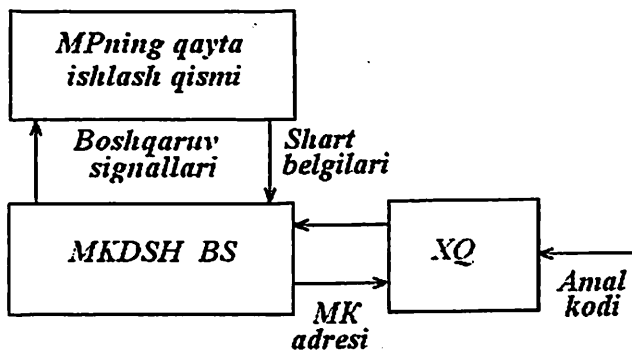 MPning qayta
ishlash qismi
Boshqaruv
signallari
Shart
belgilari
MKDSH BS
XQ
MK
adresi
Amal
kodi